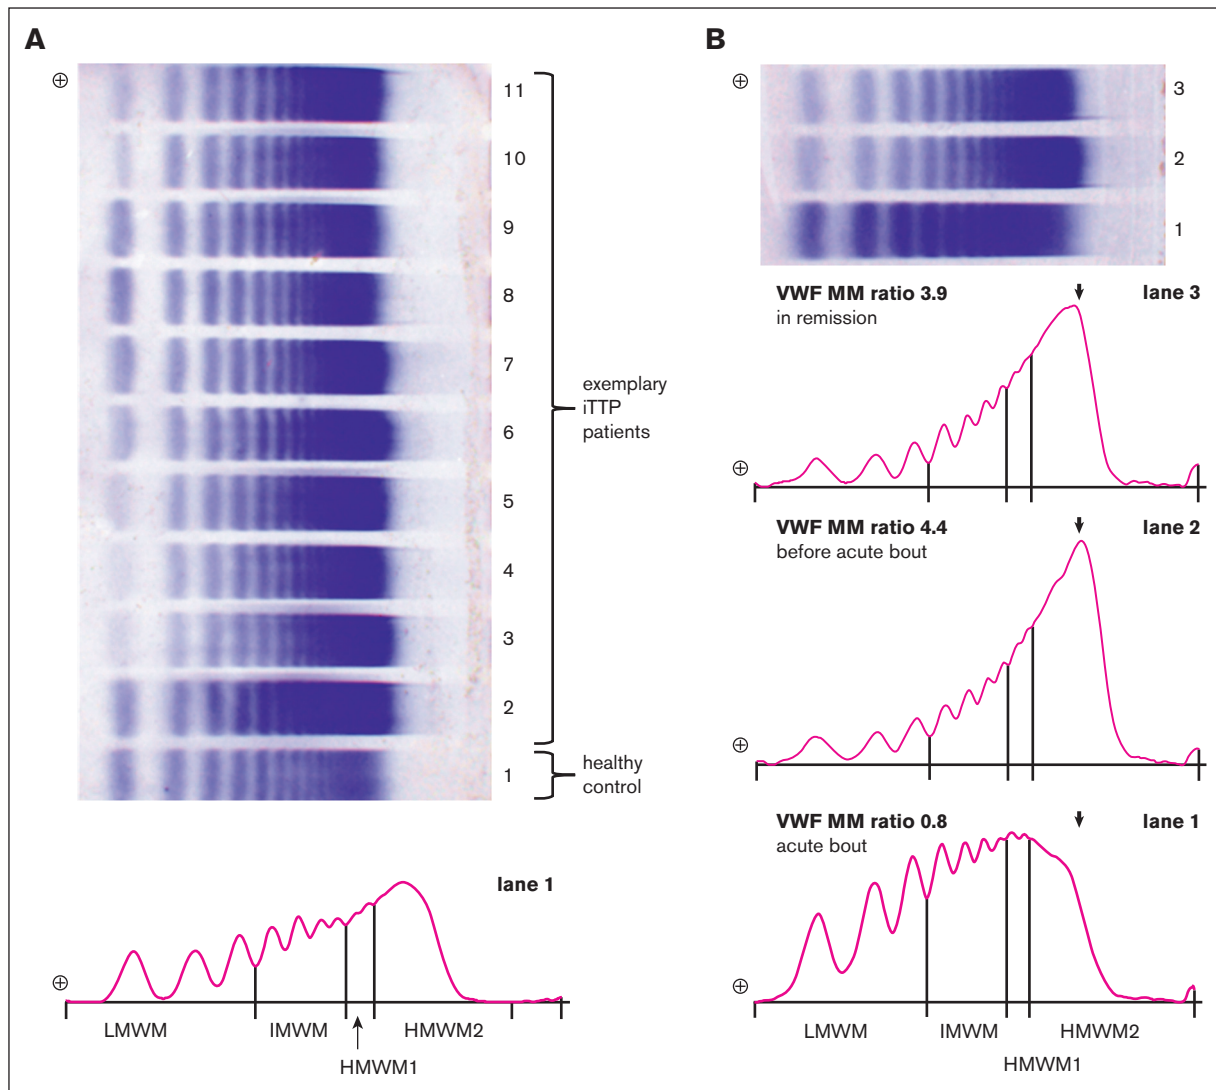 A
⊕
11
10
9
8
7
6
5
4
3
2
1
exemplary
iTTP
patients
healthy
control
lane 1
⊕
LMWM
IMWM
HMWM2
HMWM1
B
⊕
3
2
1
VWF MM ratio 3.9
in remission
lane 3
⊕
VWF MM ratio 4.4
before acute bout
lane 2
⊕
VWF MM ratio 0.8
acute bout
lane 1
⊕
LMWM
IMWM
HMWM2
HMWM1